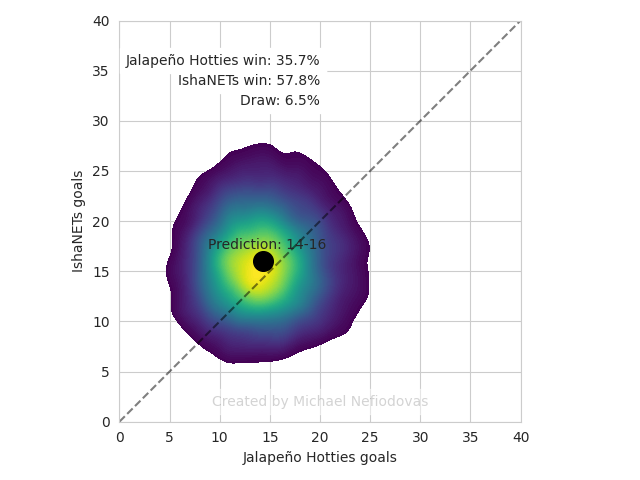 Jalapeño Hotties win: 35.7%
IshaNETs win: 57.8%
Draw: 6.5%
Prediction: 14-16
Created by Michael Nefiodovas
IshaNETs goals
40
35
30
25
20
15
10
5
0
0 5 10 15 20 25 30 35 40
Jalapeño Hotties goals